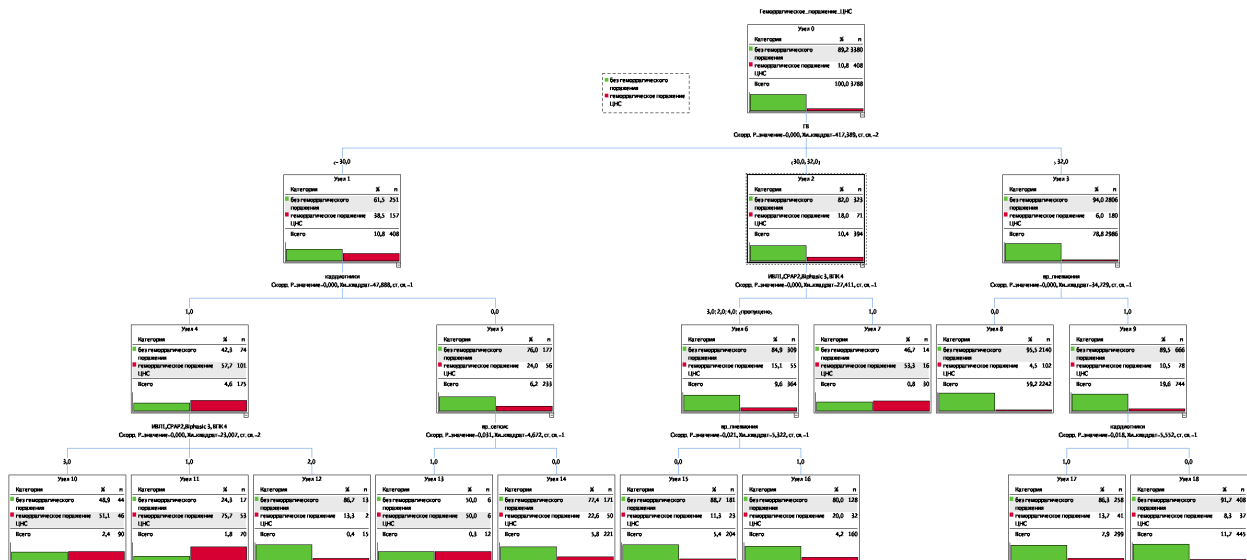 Геморрагическое_поражение_ЦНС
Узел 0
Категория % n
без геморрагического 89,2 3380
поражения
геморрагическое поражение 10,8 408
ЦНС
Всего 100,0 3788
без геморрагического
поражения
геморрагическое поражение
ЦНС
ГВ
Скорр. P-значение=0,000, Хи-квадрат=417,389, ст.св.=2
<= 30,0
(30,0; 32,0]
> 32,0
Узел 1
Категория % n
без геморрагического 61,5 251
поражения
геморрагическое поражение 38,5 157
ЦНС
Всего 10,8 408
Узел 2
Категория % n
без геморрагического 82,0 323
поражения
геморрагическое поражение 18,0 71
ЦНС
Всего 10,4 394
Узел 3
Категория % n
без геморрагического 94,0 2806
поражения
геморрагическое поражение 6,0 180
ЦНС
Всего 78,8 2986
кардиотники
Скорр. P-значение=0,000, Хи-квадрат=47,888, ст.св.=1
ИВЛ1,CPAP2,Biphasic 3, ВПК 4
Скорр. P-значение=0,000, Хи-квадрат=27,411, ст.св.=1
вр_пневмония
Скорр. P-значение=0,000, Хи-квадрат=34,729, ст.св.=1
1,0
0,0
3,0; 2,0; 4,0; <пропущено>
1,0
0,0
1,0
Узел 4
Категория % n
без геморрагического 42,3 74
поражения
геморрагическое поражение 57,7 101
ЦНС
Всего 4,6 175
Узел 5
Категория % n
без геморрагического 76,0 177
поражения
геморрагическое поражение 24,0 56
ЦНС
Всего 6,2 233
Узел 6
Категория % n
без геморрагического 84,9 309
поражения
геморрагическое поражение 15,1 55
ЦНС
Всего 9,6 364
Узел 7
Категория % n
без геморрагического 46,7 14
поражения
геморрагическое поражение 53,3 16
ЦНС
Всего 0,8 30
Узел 8
Категория % n
без геморрагического 95,5 2140
поражения
геморрагическое поражение 4,5 102
ЦНС
Всего 59,2 2242
Узел 9
Категория % n
без геморрагического 89,5 666
поражения
геморрагическое поражение 10,5 78
ЦНС
Всего 19,6 744
ИВЛ1,CPAP2,Biphasic 3, ВПК 4
Скорр. P-значение=0,000, Хи-квадрат=23,007, ст.св.=2
вр_сепсис
Скорр. P-значение=0,031, Хи-квадрат=4,672, ст.св.=1
вр_пневмония
Скорр. P-значение=0,021, Хи-квадрат=5,322, ст.св.=1
кардиотники
Скорр. P-значение=0,018, Хи-квадрат=5,552, ст.св.=1
3,0
1,0
2,0
1,0
0,0
0,0
1,0
1,0
0,0
Узел 10
Категория % n
без геморрагического 48,9 44
поражения
геморрагическое поражение 51,1 46
ЦНС
Всего 2,4 90
Узел 11
Категория % n
без геморрагического 24,3 17
поражения
геморрагическое поражение 75,7 53
ЦНС
Всего 1,8 70
Узел 12
Категория % n
без геморрагического 86,7 13
поражения
геморрагическое поражение 13,3 2
ЦНС
Всего 0,4 15
Узел 13
Категория % n
без геморрагического 50,0 6
поражения
геморрагическое поражение 50,0 6
ЦНС
Всего 0,3 12
Узел 14
Категория % n
без геморрагического 77,4 171
поражения
геморрагическое поражение 22,6 50
ЦНС
Всего 5,8 221
Узел 15
Категория % n
без геморрагического 88,7 181
поражения
геморрагическое поражение 11,3 23
ЦНС
Всего 5,4 204
Узел 16
Категория % n
без геморрагического 80,0 128
поражения
геморрагическое поражение 20,0 32
ЦНС
Всего 4,2 160
Узел 17
Категория % n
без геморрагического 86,3 258
поражения
геморрагическое поражение 13,7 41
ЦНС
Всего 7,9 299
Узел 18
Категория % n
без геморрагического 91,7 408
поражения
геморрагическое поражение 8,3 37
ЦНС
Всего 11,7 445